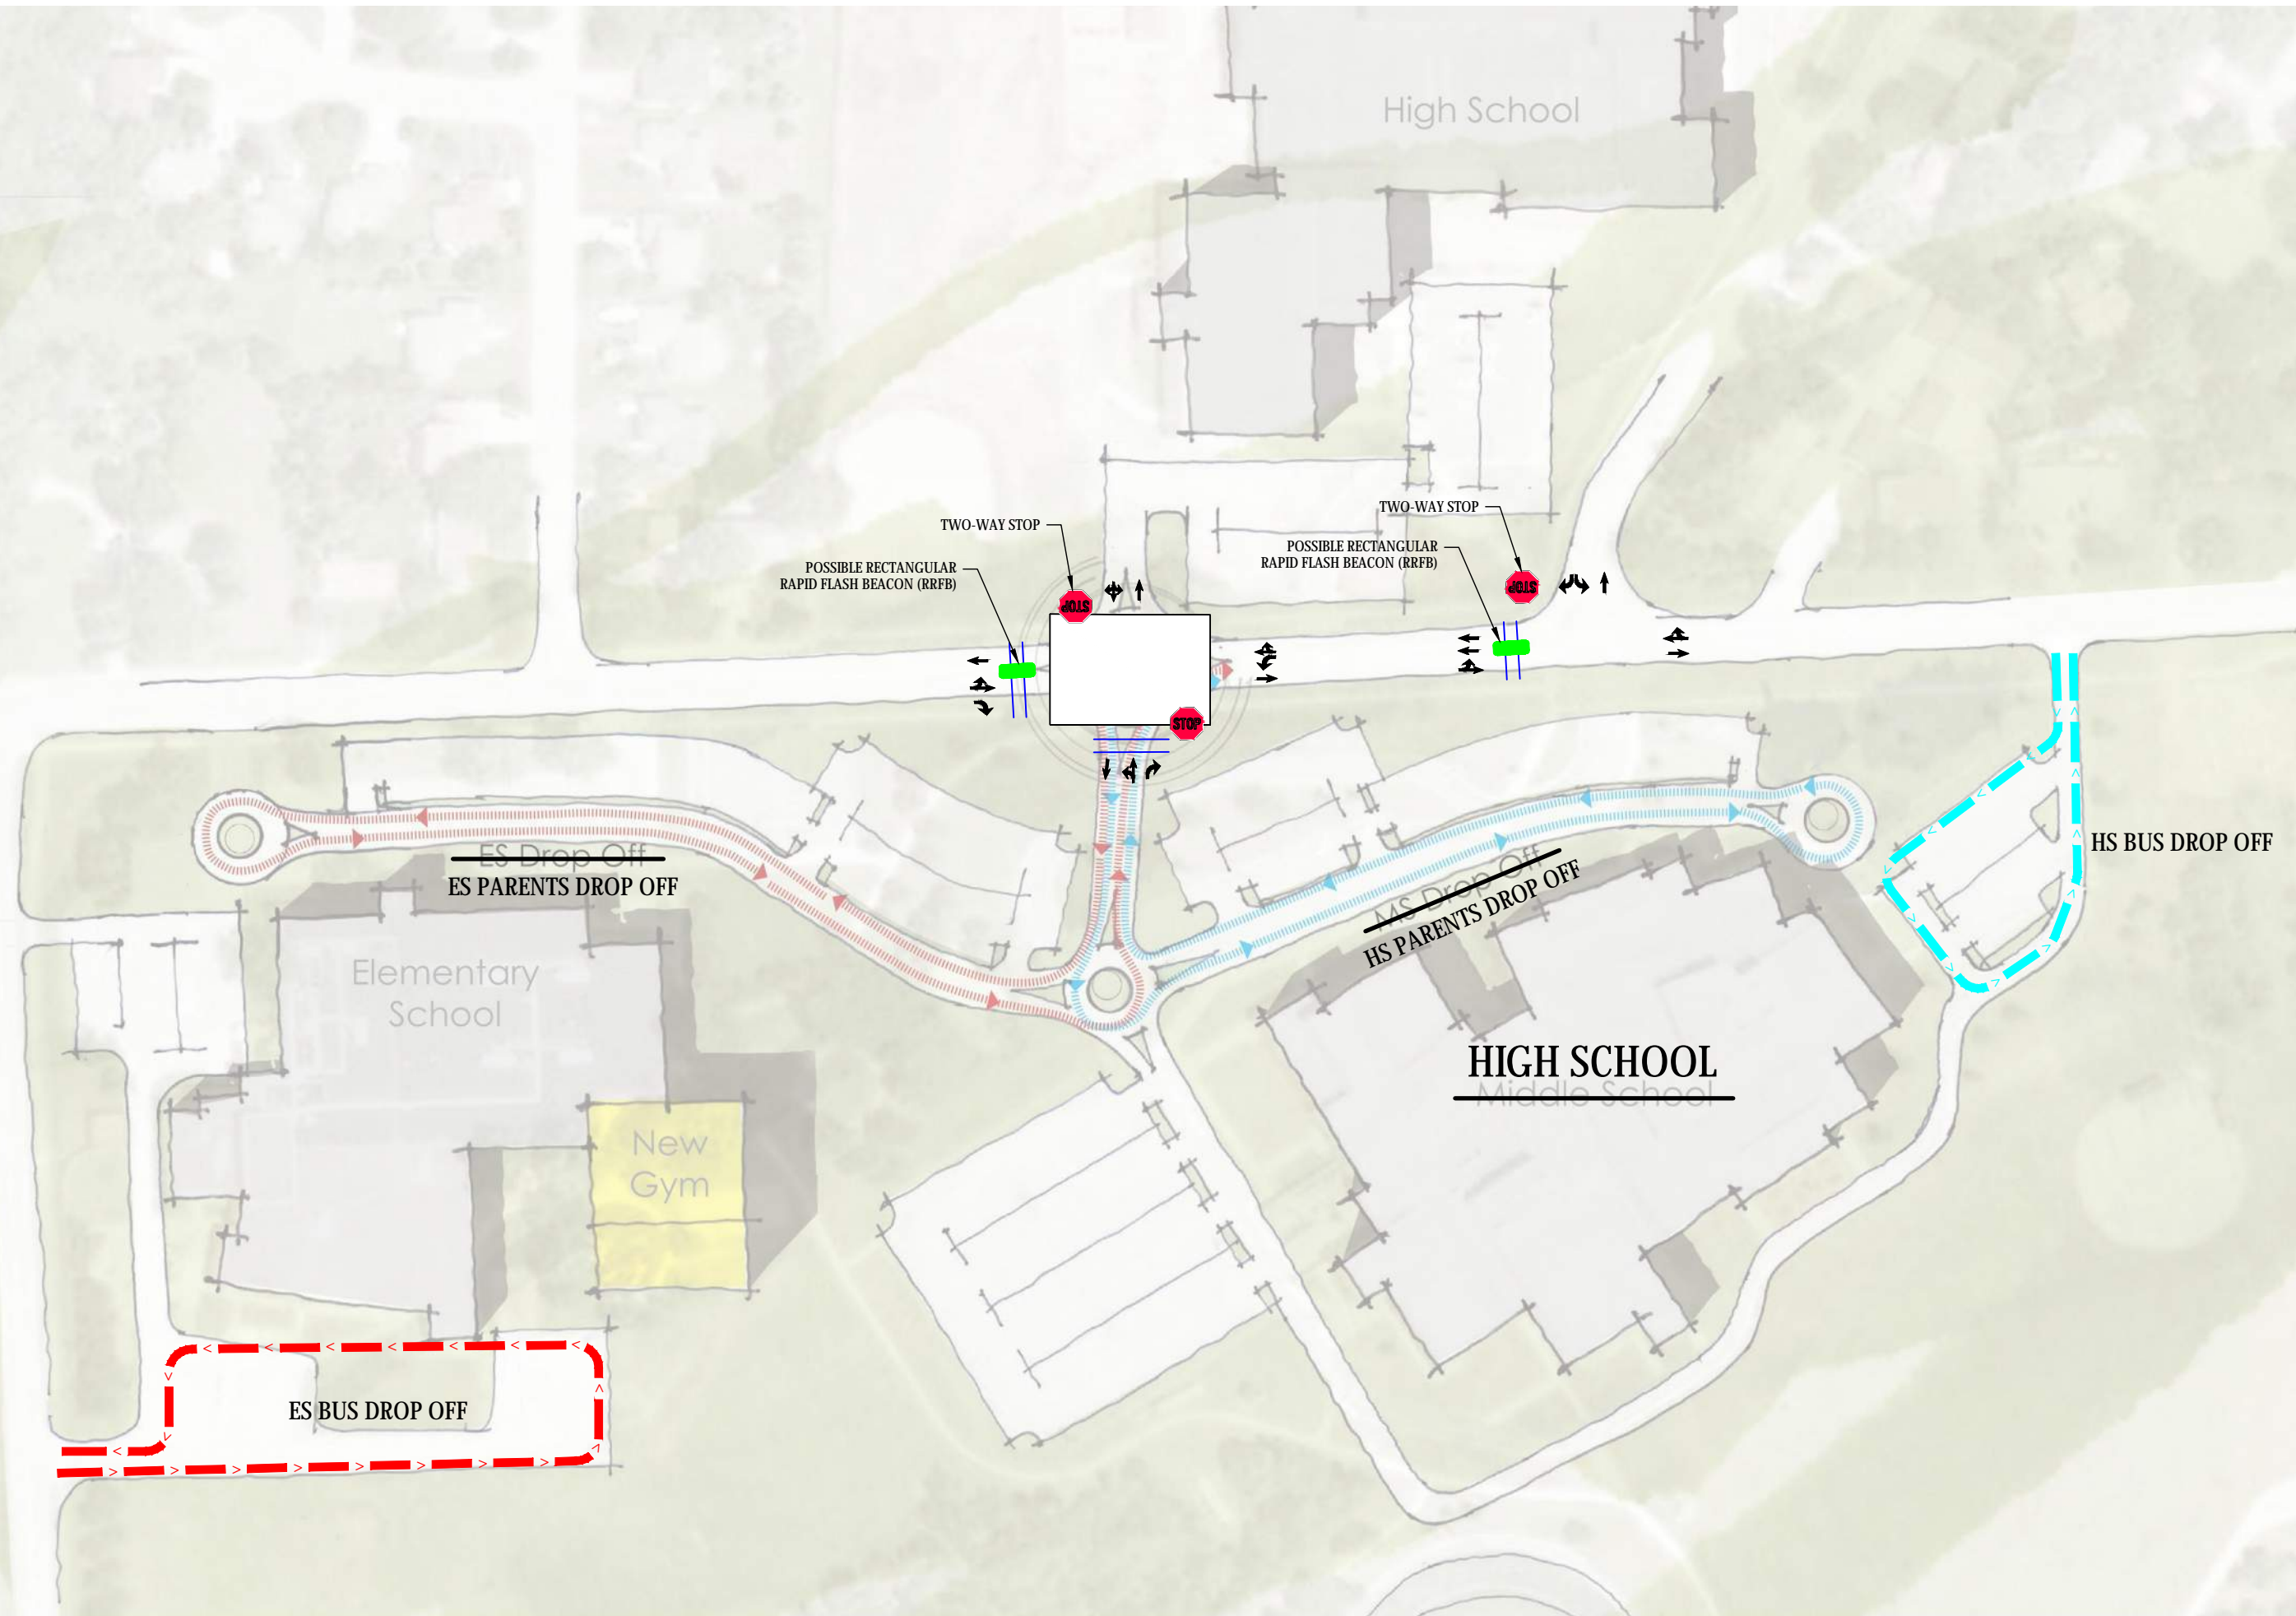 High School
TWO-WAY STOP
TWO-WAY STOP
POSSIBLE RECTANGULAR
RAPID FLASH BEACON (RRFB)
POSSIBLE RECTANGULAR
RAPID FLASH BEACON (RRFB)
STOP
STOP
STOP
ES Drop Off
ES PARENTS DROP OFF
MS Drop Off
HS PARENTS DROP OFF
HS BUS DROP OFF
Elementary
School
HIGH SCHOOL
Middle School
New
Gym
ES BUS DROP OFF